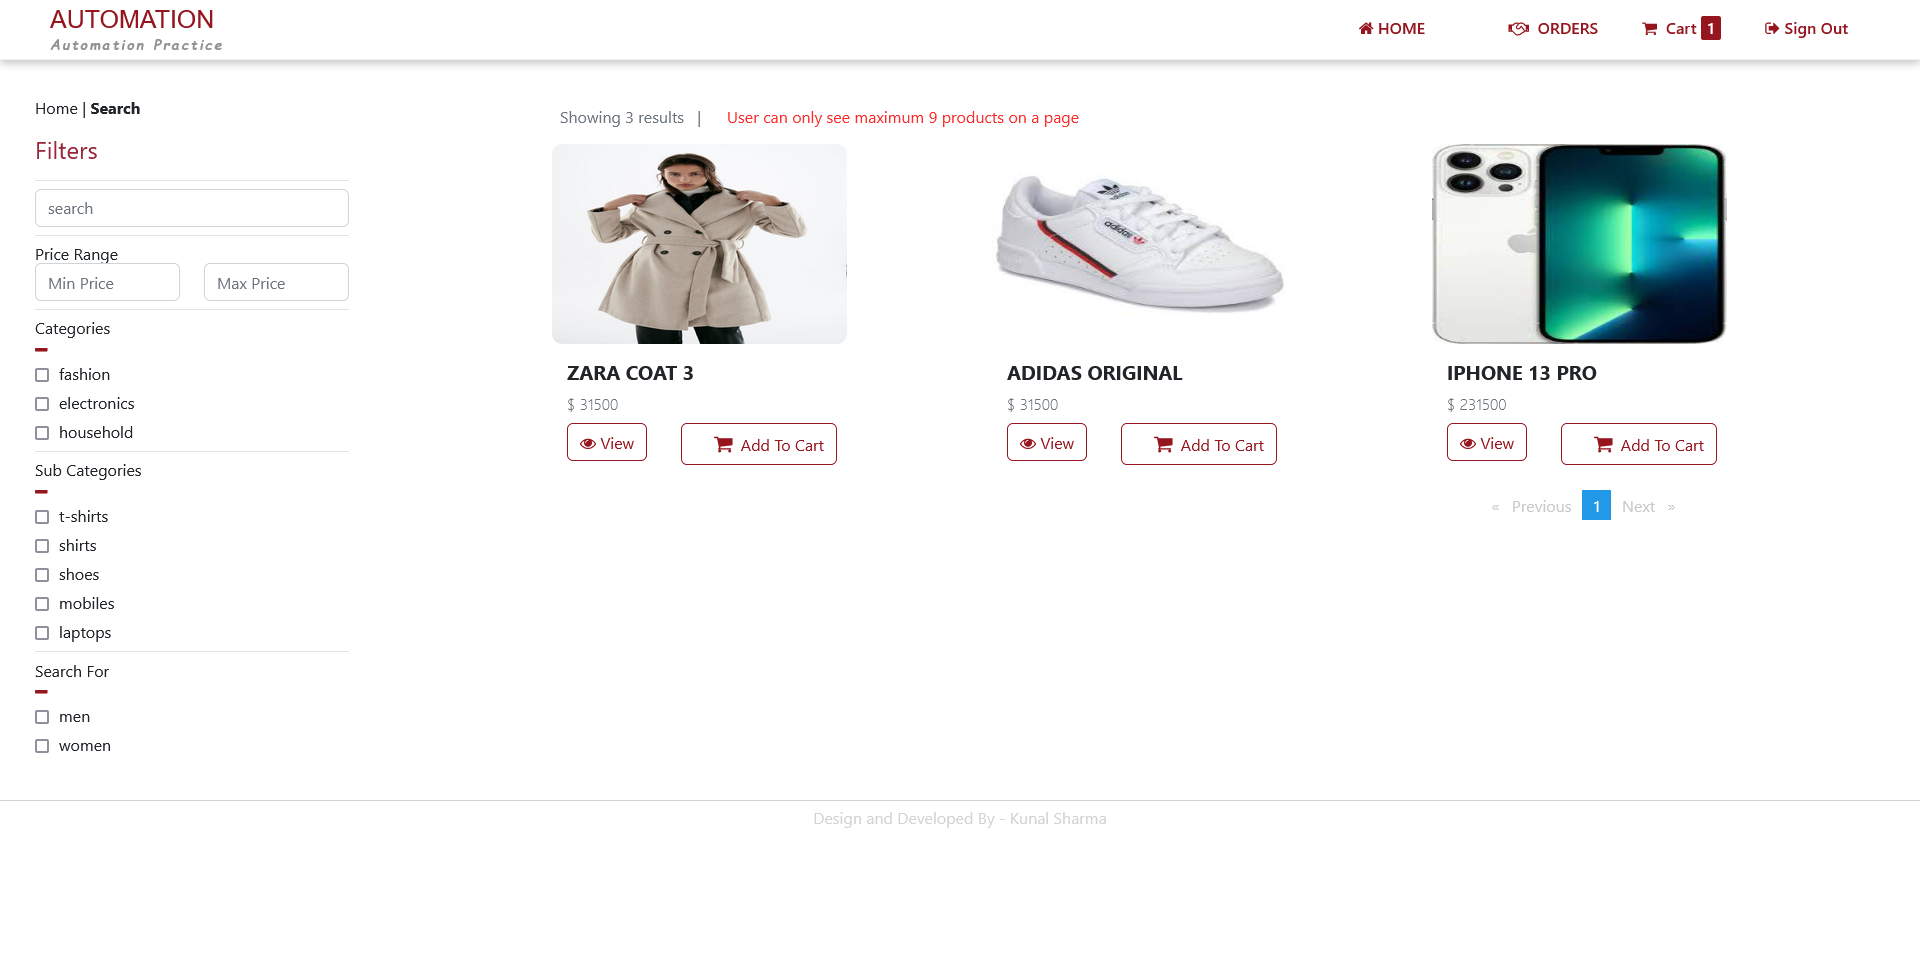 AUTOMATION
Automation Practice
HOME
ORDERS
Cart 1
Sign Out
Home | Search
Filters
search
Price Range
Min Price
Max Price
Categories
fashion
electronics
household
Sub Categories
t-shirts
shirts
shoes
mobiles
laptops
Search For
men
women
Showing 3 results |
User can only see maximum 9 products on a page
adidas
adidas
ZARA COAT 3
$ 31500
View
Add To Cart
ADIDAS ORIGINAL
$ 31500
View
Add To Cart
IPHONE 13 PRO
$ 231500
View
Add To Cart
« Previous 1 Next »
Design and Developed By - Kunal Sharma